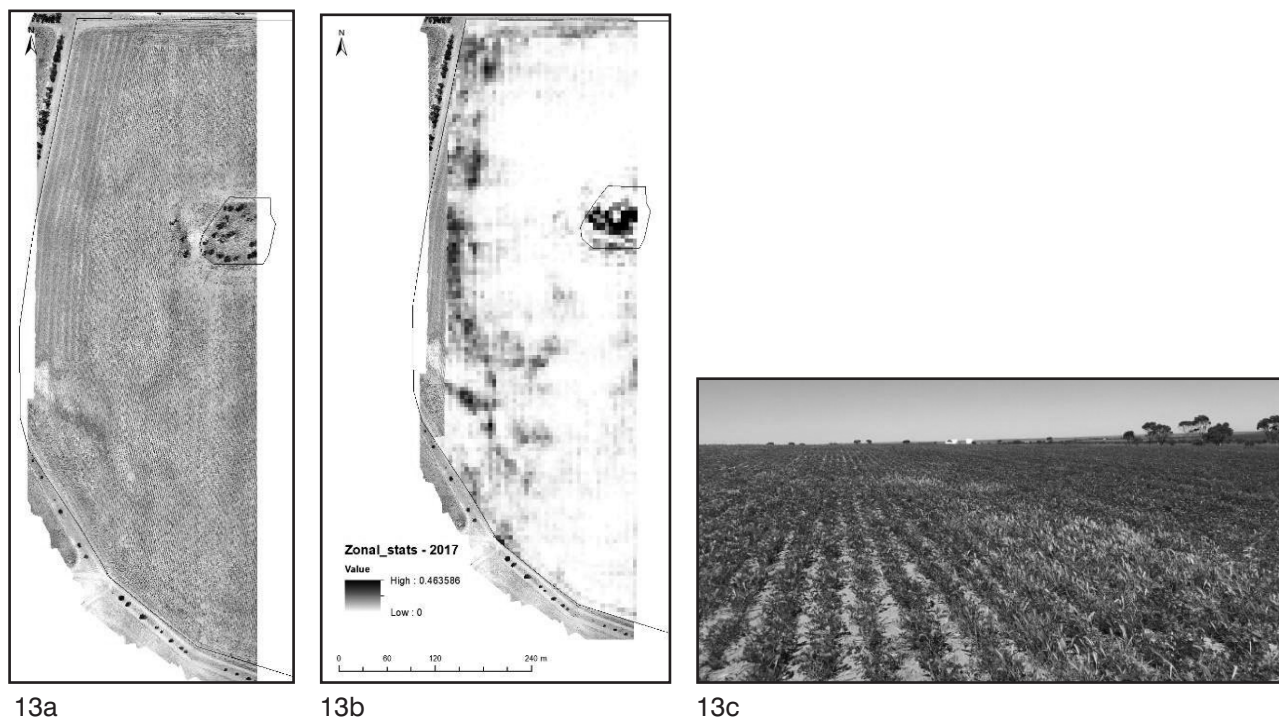 N
N
Zonal_stats - 2017
Value
High : 0.463586
Low : 0
0 60 120 240 m
13a
13b
13c